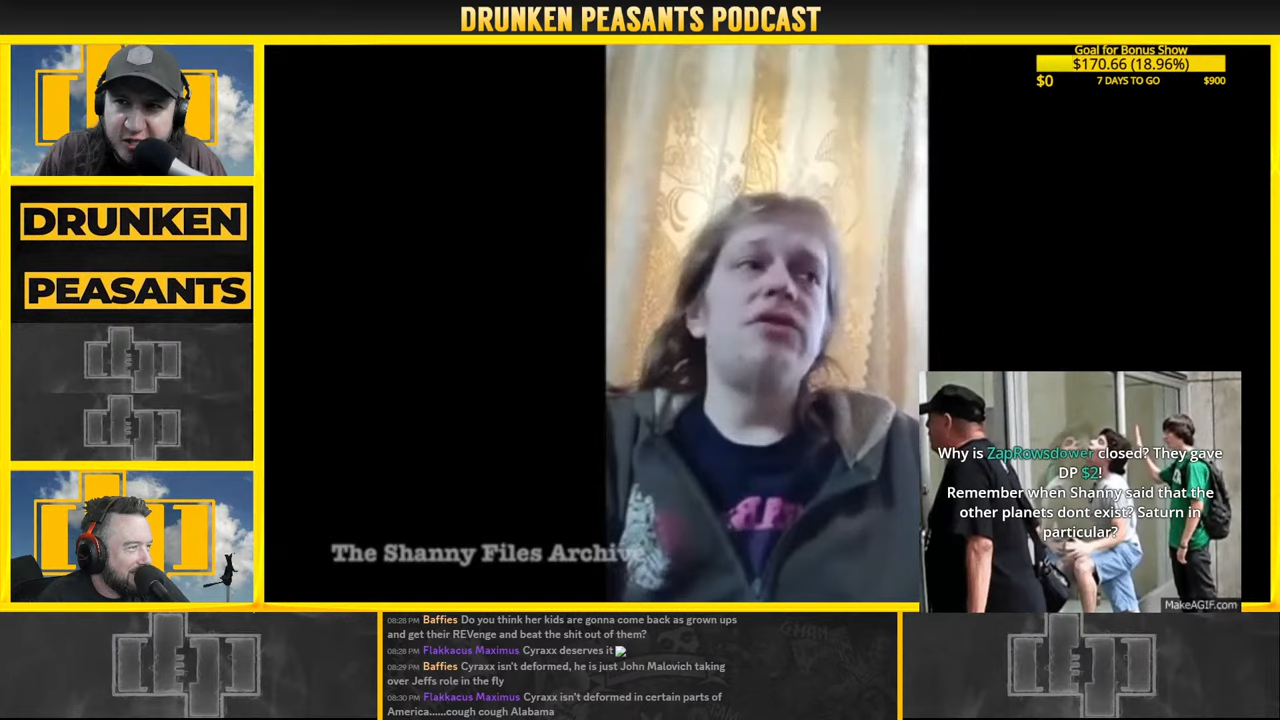 DRUNKEN PEASANTS PODCAST
Goal for Bonus Show
$170.66 (18.96%)
$0
7 DAYS TO GO
$900
DRUNKEN
PEASANTS
Why is ZapRowsdower closed? They gave
DP $2!
Remember when Shanny said that the
other planets dont exist? Saturn in
particular?
The Shanny Files Archive
MakeAGIF.com
08:28 PM Baffies Do you think her kids are gonna come back as grown ups
and get their REVenge and beat the shit out of them?
08:28 PM Flakkacus Maximus Cyraxx deserves it
08:29 PM Baffies Cyraxx isn't deformed, he is just John Malovich taking
over Jeffs role in the fly
08:30 PM Flakkacus Maximus Cyraxx isn't deformed in certain parts of
America......cough cough Alabama